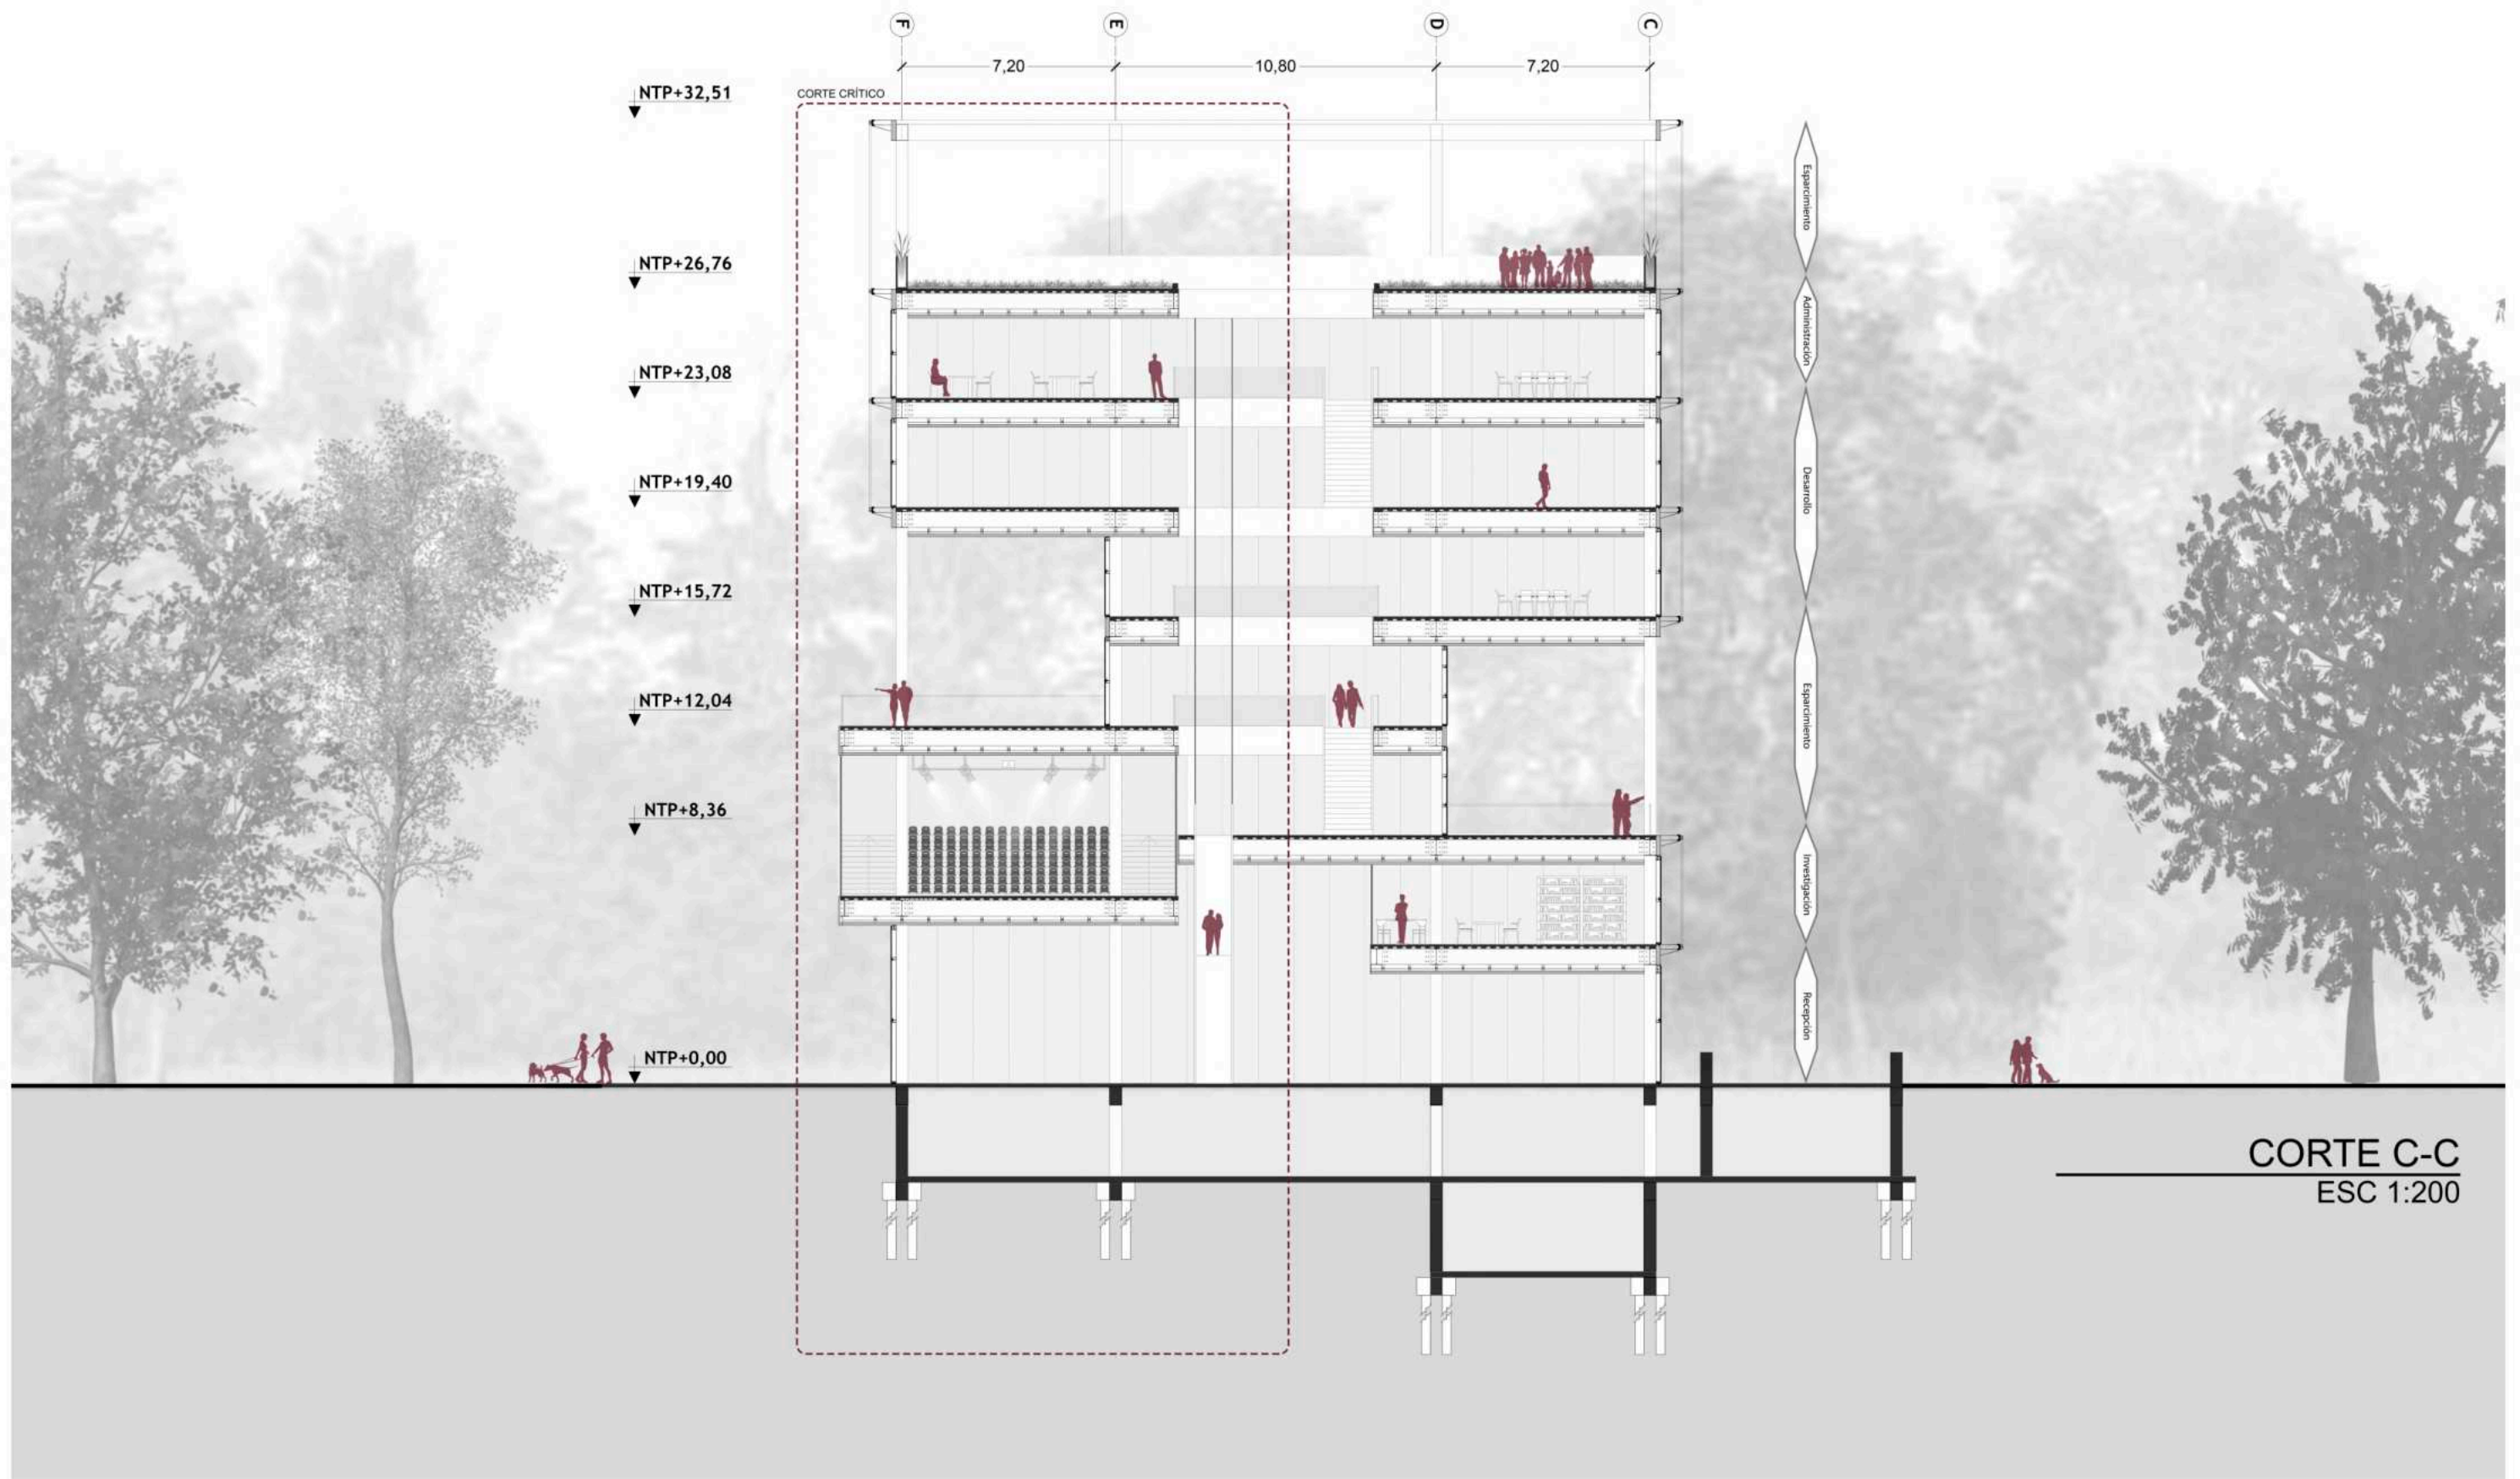 F E D C
7,20 10,80 7,20
CORTE CRÍTICO
NTP+32,51
NTP+26,76
NTP+23,08
NTP+19,40
NTP+15,72
NTP+12,04
NTP+8,36
NTP+0,00
Esparcimiento
Administración
Desarrollo
Esparcimiento
Investigación
Recepción
CORTE C-C
ESC 1:200